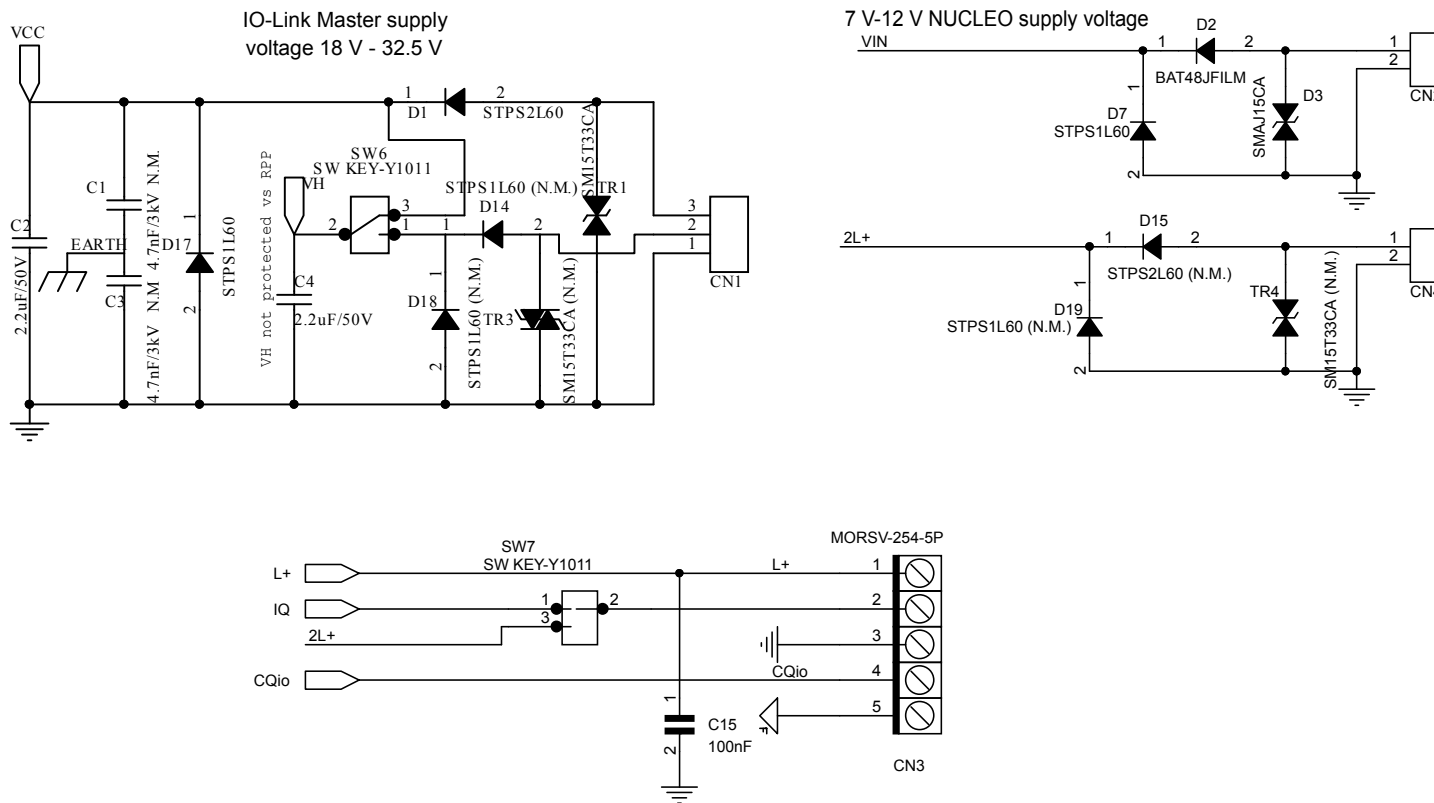 IO-Link Master supply
voltage 18 V - 32.5 V
VCC
1
2
D1
STPS2L60
SW6
SW KEY-Y1011
VH
VH not protected vs RPP
2
3
1
C1
4.7nF/3kV N.M.
C2
2.2uF/50V
EARTH
C3
4.7nF/3kV N.M
1
D17
2
STPS1L60
C4
2.2uF/50V
STPS1L60 (N.M.)
D14
1
2
1
D18
2
STPS1L60 (N.M.)
TR3
SM15T33CA (N.M.)
SM15T33CA
TR1
3
2
1
CN1
7 V-12 V NUCLEO supply voltage
VIN
D2
1
2
BAT48JFILM
1
D7
STPS1L60
2
D3
SMAJ15CA
1
2
2L+
D15
1
2
STPS2L60 (N.M.)
1
D19
STPS1L60 (N.M.)
2
TR4
SM15T33CA (N.M.)
1
2
SW7
SW KEY-Y1011
MORSV-254-5P
L+
L+
1
IQ
1
2
2
3
2L+
3
CQio
CQio
4
5
1
C15
100nF
2
CN3